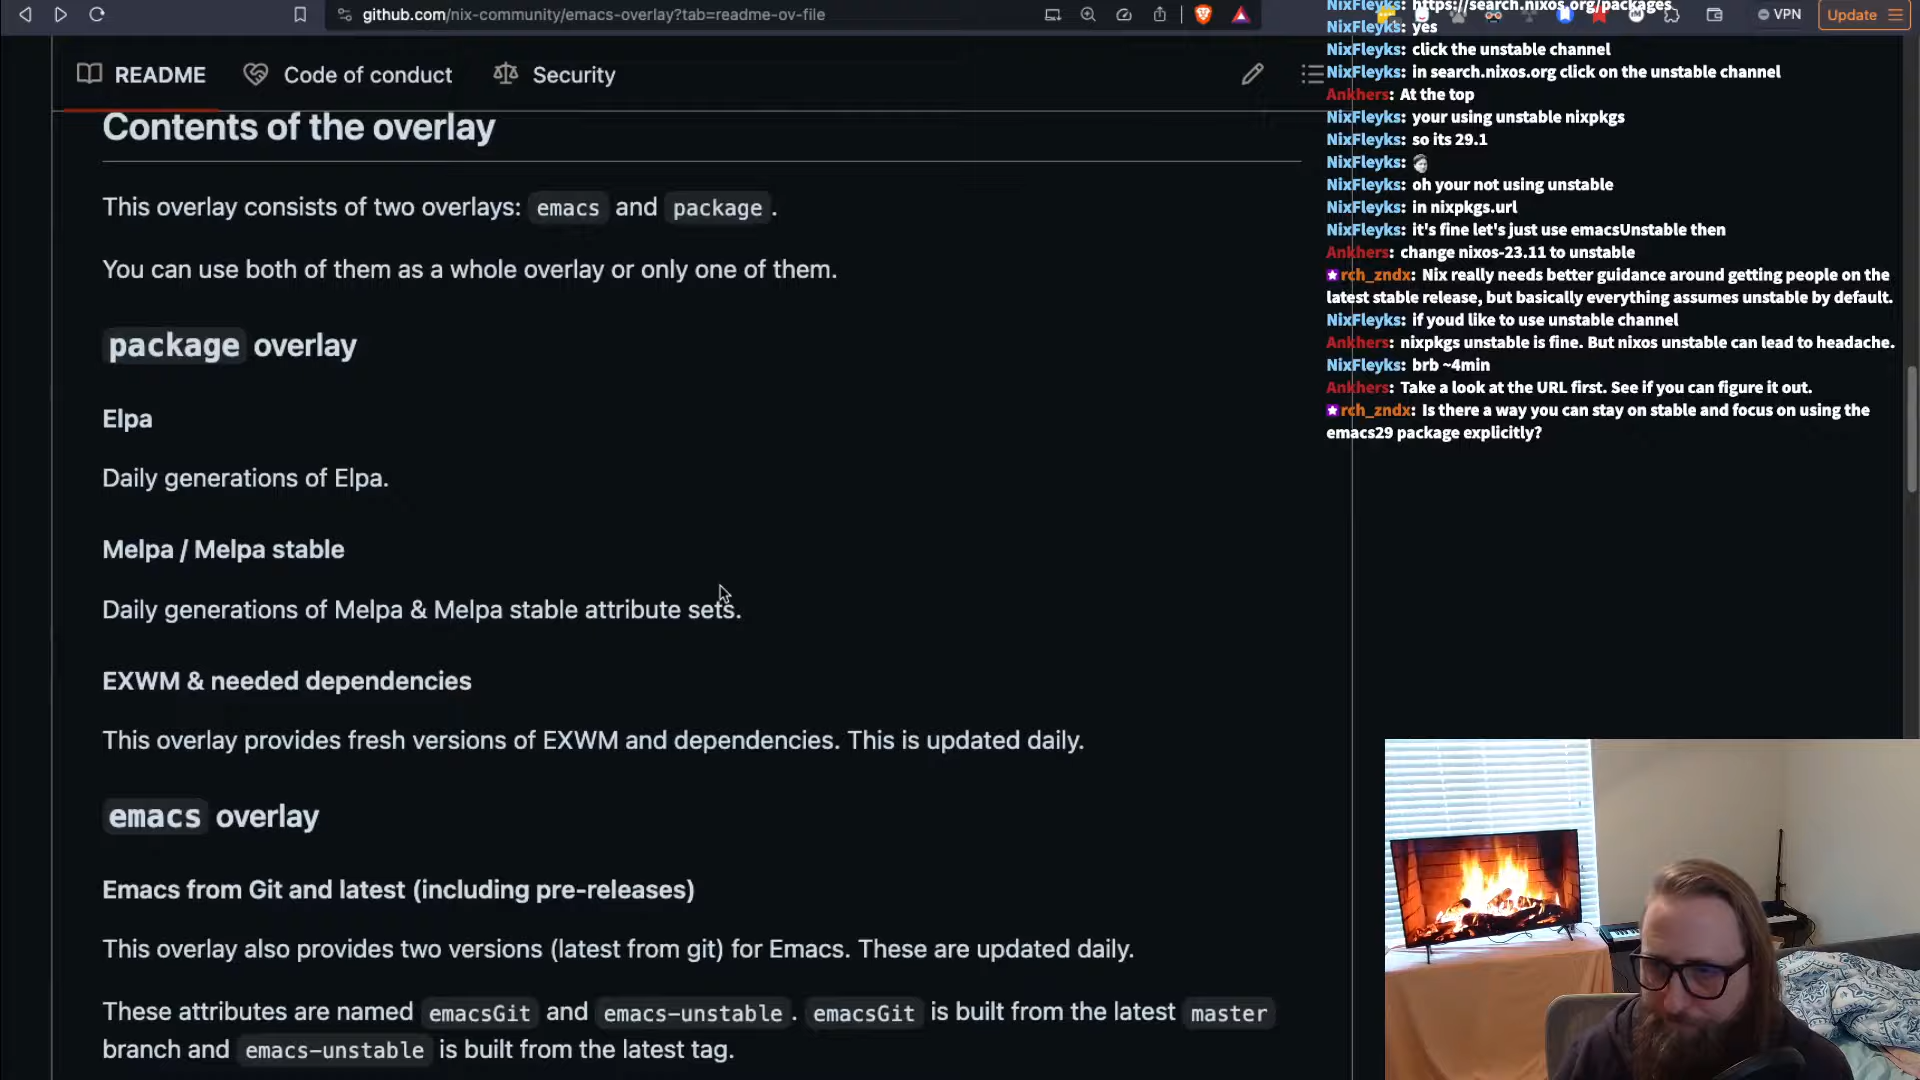 github.com/nix-community/emacs-overlay?tab=readme-ov-file
VPN
Update
README
Code of conduct
Security
Contents of the overlay
This overlay consists of two overlays: emacs and package.
You can use both of them as a whole overlay or only one of them.
package overlay
Elpa
Daily generations of Elpa.
Melpa / Melpa stable
Daily generations of Melpa & Melpa stable attribute sets.
EXWM & needed dependencies
This overlay provides fresh versions of EXWM and dependencies. This is updated daily.
emacs overlay
Emacs from Git and latest (including pre-releases)
This overlay also provides two versions (latest from git) for Emacs. These are updated daily.
These attributes are named emacsGit and emacs-unstable. emacsGit is built from the latest master
branch and emacs-unstable is built from the latest tag.
NixFleyks: https://search.nixos.org/packages
NixFleyks: yes
NixFleyks: click the unstable channel
NixFleyks: in search.nixos.org click on the unstable channel
Ankhers: At the top
NixFleyks: your using unstable nixpkgs
NixFleyks: so its 29.1
NixFleyks:
NixFleyks: oh your not using unstable
NixFleyks: in nixpkgs.url
NixFleyks: it's fine let's just use emacsUnstable then
Ankhers: change nixos-23.11 to unstable
rch_zndx: Nix really needs better guidance around getting people on the
latest stable release, but basically everything assumes unstable by default.
NixFleyks: if youd like to use unstable channel
Ankhers: nixpkgs unstable is fine. But nixos unstable can lead to headache.
NixFleyks: brb ~4min
Ankhers: Take a look at the URL first. See if you can figure it out.
rch_zndx: Is there a way you can stay on stable and focus on using the
emacs29 package explicitly?